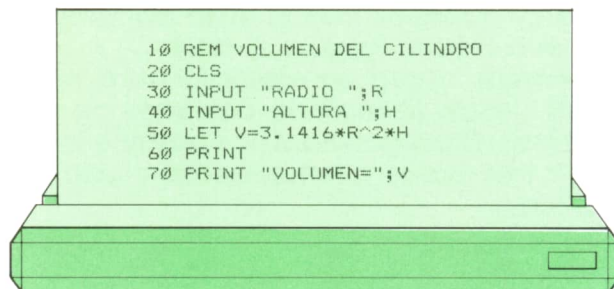 10 REM VOLUMEN DEL CILINDRO
20 CLS
30 INPUT "RADIO ";R
40 INPUT "ALTURA ";H
50 LET V=3.1416*R^2*H
60 PRINT
70 PRINT "VOLUMEN=";V